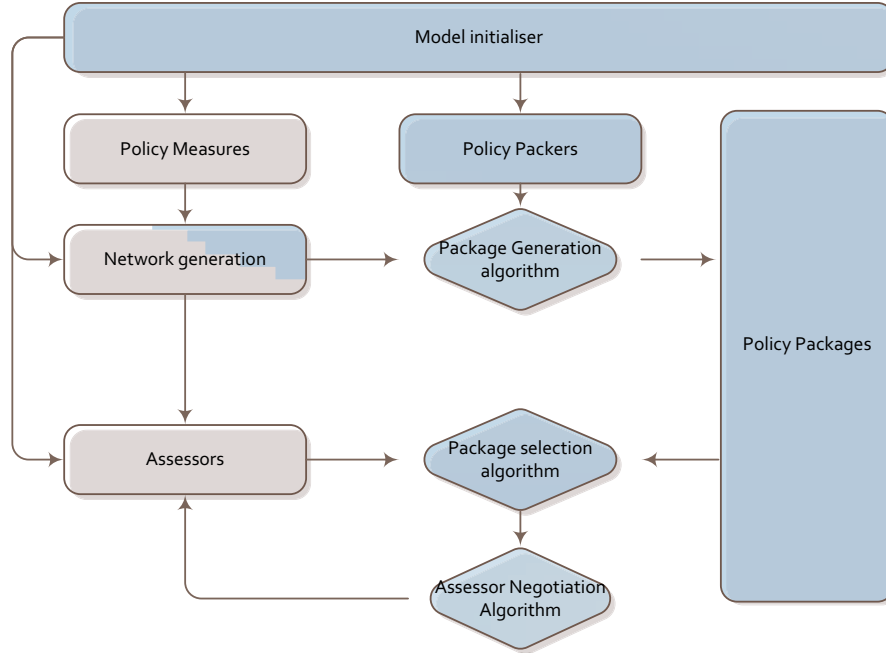 Model initialiser
Policy Measures
Policy Packers
Network generation
Package Generation
algorithm
Policy Packages
Assessors
Package selection
algorithm
Assessor Negotiation
Algorithm